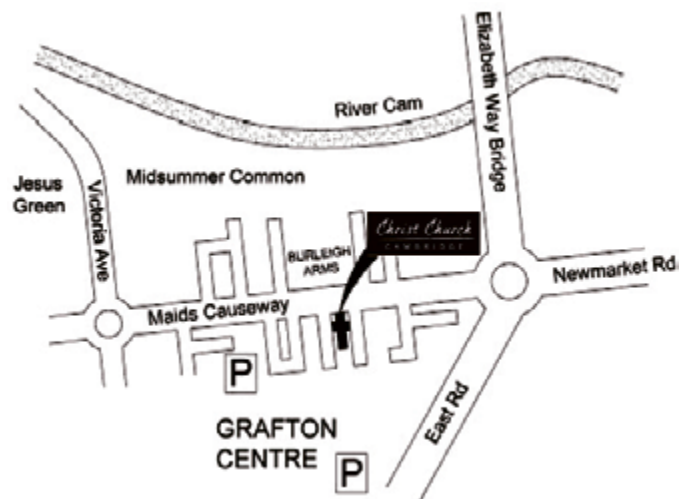 Elizabeth Way Bridge
River Cam
Midsummer Common
Jesus
Green
Victoria Ave
Christ Church
CAMBRIDGE
BURLEIGH
ARMS
Newmarket Rd
Maids Causeway
P
GRAFTON
CENTRE
P
East Rd